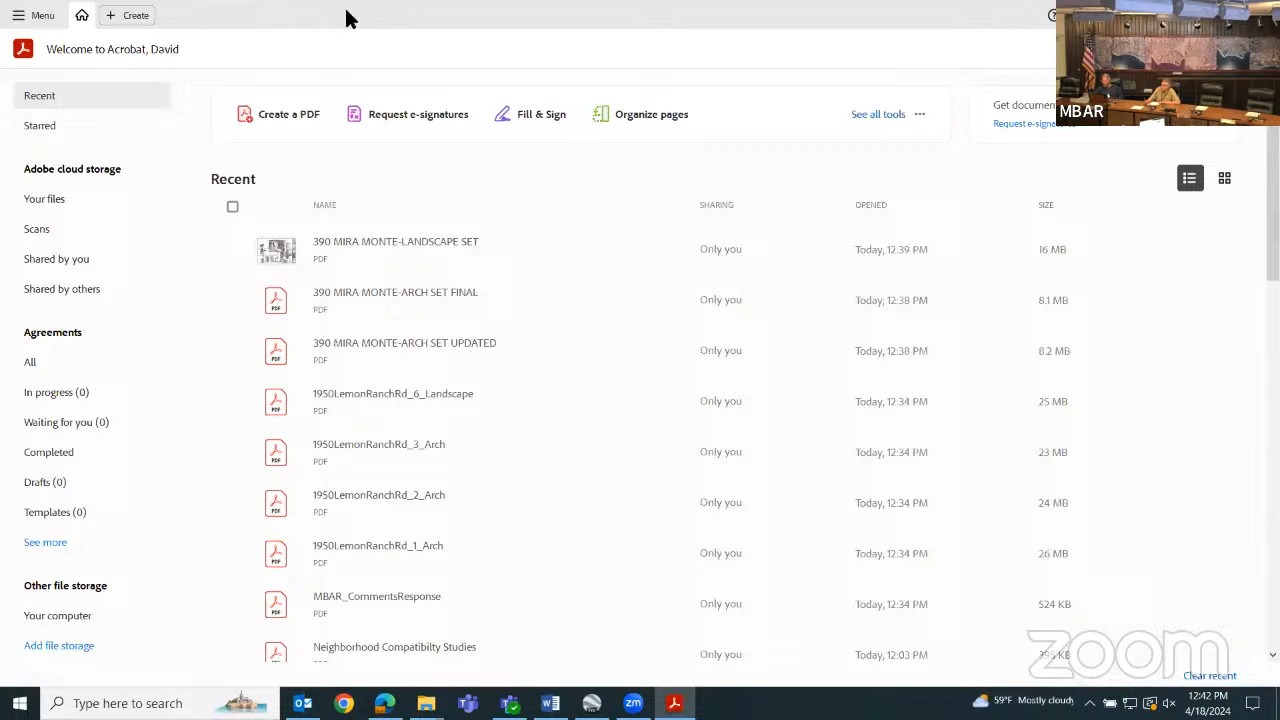 Menu
Create
Welcome to Acrobat, David
MBAR
Recent
Starred
Adobe cloud storage
Your files
Scans
Shared by you
Shared by others
Agreements
All
In progress (0)
Waiting for you (0)
Completed
Drafts (0)
Templates (0)
See more
Other file storage
Your computer
Add file storage
Create a PDF
Request e-signatures
Fill & Sign
Organize pages
See all tools
Get documen
Request e-signatures
Recent
NAME SHARING OPENED SIZE
390 MIRA MONTE-LANDSCAPE SET
PDF
Only you Today, 12:39 PM 16 MB
390 MIRA MONTE-ARCH SET FINAL
PDF
Only you Today, 12:38 PM 8.1 MB
390 MIRA MONTE-ARCH SET UPDATED
PDF
Only you Today, 12:38 PM 8.2 MB
1950LemonRanchRd_6_Landscape
PDF
Only you Today, 12:34 PM 25 MB
1950LemonRanchRd_3_Arch
PDF
Only you Today, 12:34 PM 23 MB
1950LemonRanchRd_2_Arch
PDF
Only you Today, 12:34 PM 24 MB
1950LemonRanchRd_1_Arch
PDF
Only you Today, 12:34 PM 26 MB
MBAR_CommentsResponse
PDF
Only you Today, 12:34 PM 524 KB
Neighborhood Compatibilty Studies
Only you Today, 12:03 PM 395 KB
zoom
Clear recent
Type here to search
59°F Mostly cloudy
12:42 PM
4/18/2024